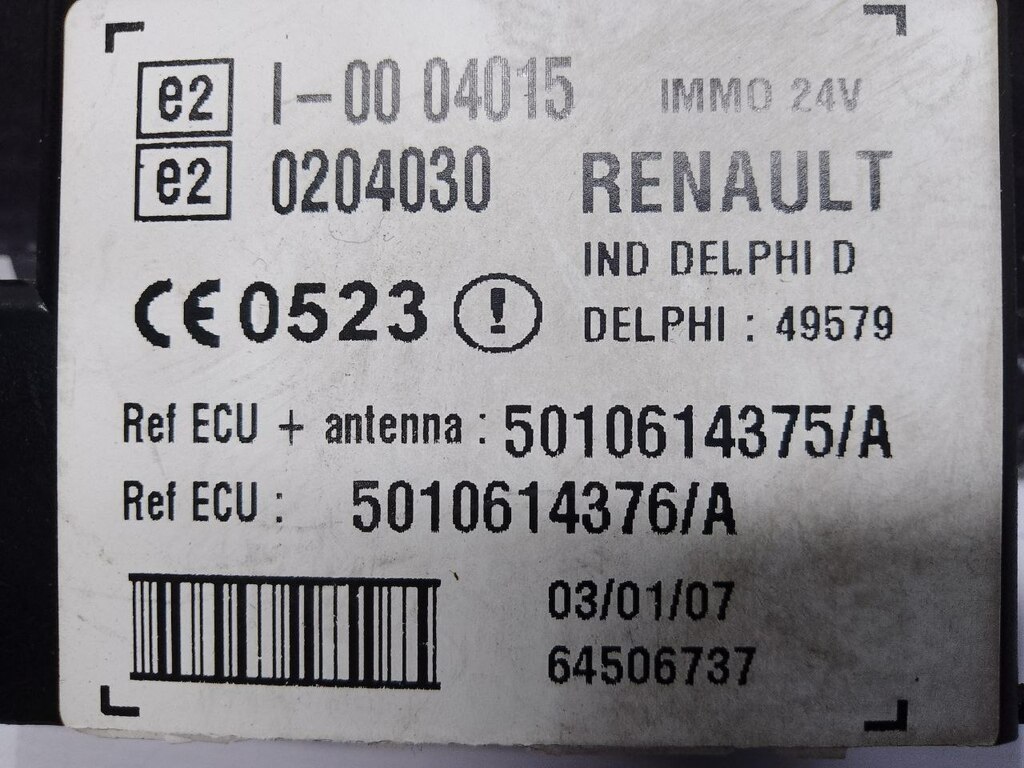 e2 I-00 04015 IMMO 24V
e2 0204030 RENAULT
IND DELPHI D
CE 0523 ! DELPHI : 49579
Ref ECU + antenna : 5010614375/A
Ref ECU : 5010614376/A
03/01/07
64506737